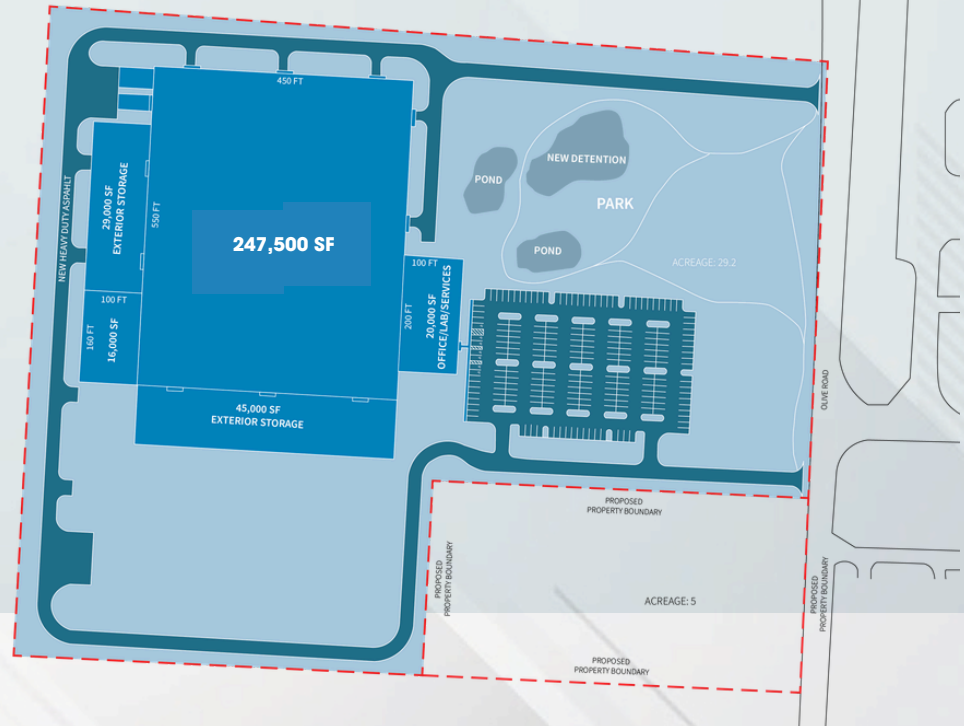 450 FT
NEW DETENTION
POND
PARK
29,000 SF
EXTERIOR STORAGE
550 FT
NEW HEAVY DUTY ASPAHLT
247,500 SF
POND
100 FT
ACREAGE: 29.2
200 FT
20,000 SF
OFFICE/LAB/SERVICES
100 FT
160 FT
16,000 SF
OLIVE ROAD
45,000 SF
EXTERIOR STORAGE
PROPOSED
PROPERTY BOUNDARY
PROPOSED
PROPERTY BOUNDARY
ACREAGE: 5
PROPOSED
PROPERTY BOUNDARY
PROPOSED
PROPERTY BOUNDARY